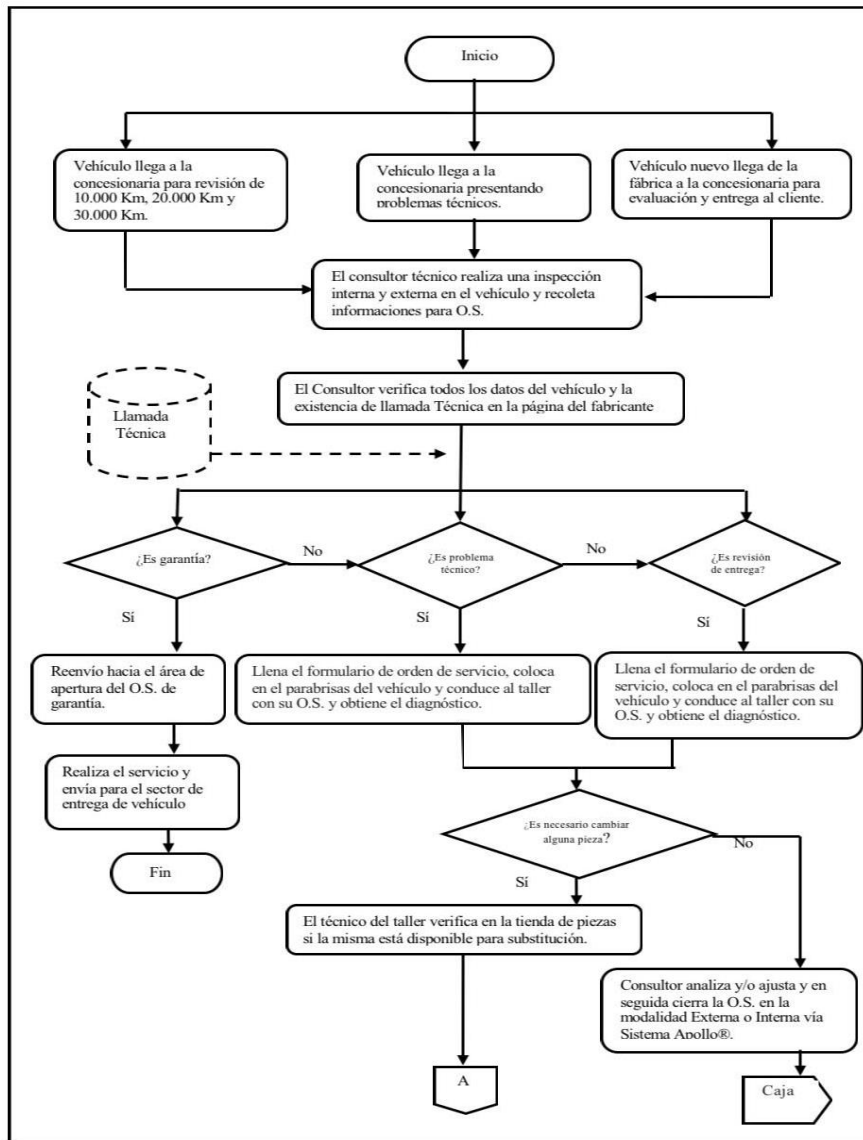 Inicio
Vehículo llega a la
concesionaria para revisión de
10.000 Km, 20.000 Km y
30.000 Km.
Vehículo llega a la
concesionaria presentando
problemas técnicos.
Vehículo nuevo llega de la
fábrica a la concesionaria para
evaluación y entrega al cliente.
El consultor técnico realiza una inspección
interna y externa en el vehículo y recoleta
informaciones para O.S.
El Consultor verifica todos los datos del vehículo y la
existencia de llamada Técnica en la página del fabricante
Llamada
Técnica
¿Es garantía?
No
¿Es problema
técnico?
No
¿Es revisión
de entrega?
Sí
Sí
Sí
Reenvío hacia el área de
apertura del O.S. de
garantía.
Llena el formulario de orden de servicio, coloca
en el parabrisas del vehículo y conduce al taller
con su O.S. y obtiene el diagnóstico.
Llena el formulario de orden de
servicio, coloca en el parabrisas del
vehículo y conduce al taller con su
O.S. y obtiene el diagnóstico.
Realiza el servicio y
envía para el sector de
entrega de vehículo
Fin
¿Es necesario cambiar
alguna pieza?
No
Sí
El técnico del taller verifica en la tienda de piezas
si la misma está disponible para substitución.
Consultor analiza y/o ajusta y en
seguida cierra la O.S. en la
modalidad Externa o Interna vía
Sistema Apollo®.
A
Caja